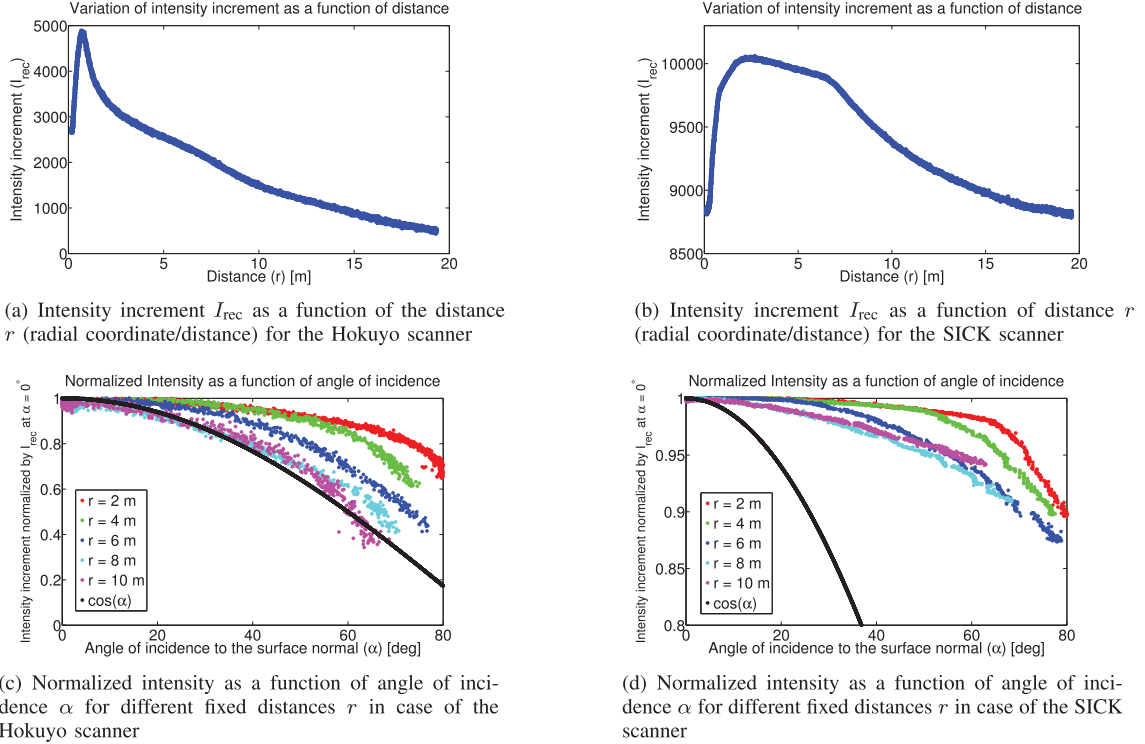 Variation of intensity increment as a function of distance
Intensity increment (I_rec)
5000
4000
3000
2000
1000
0
0 5 10 15 20
Distance (r) [m]
(a) Intensity increment I_rec as a function of the distance
r (radial coordinate/distance) for the Hokuyo scanner
Variation of intensity increment as a function of distance
Intensity increment (I_rec)
10000
9500
9000
8500
0 5 10 15 20
Distance (r) [m]
(b) Intensity increment I_rec as a function of distance r
(radial coordinate/distance) for the SICK scanner
Normalized Intensity as a function of angle of incidence
Intensity increment normalized by I_rec at α = 0°
1
0.8
0.6
0.4
0.2
0
r = 2 m
r = 4 m
r = 6 m
r = 8 m
r = 10 m
cos(α)
0 20 40 60 80
Angle of incidence to the surface normal (α) [deg]
(c) Normalized intensity as a function of angle of inci-
dence α for different fixed distances r in case of the
Hokuyo scanner
Normalized Intensity as a function of angle of incidence
Intensity increment normalized by I_rec at α = 0°
1
0.95
0.9
0.85
0.8
r = 2 m
r = 4 m
r = 6 m
r = 8 m
r = 10 m
cos(α)
0 20 40 60 80
Angle of incidence to the surface normal (α) [deg]
(d) Normalized intensity as a function of angle of inci-
dence α for different fixed distances r in case of the SICK
scanner